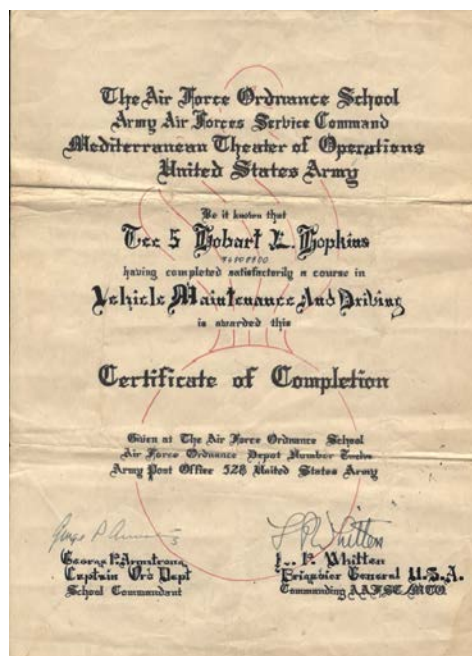 The Air Force Ordnance School
Army Air Forces Service Command
Mediterranean Theater of Operations
United States Army
Be it known that
Tec 5 Hobart E. Hopkins
having completed satisfactorily a course in
Vehicle Maintenance And Driving
is awarded this
Certificate of Completion
Given at The Air Force Ordnance School
Air Force Ordnance Depot Number Twelve
Army Post Office 528 United States Army
George P. Armstrong
Captain Ord Dept
School Commandant
L P Whitten
L. P. Whitten
Brigadier General U.S.A.
Commanding AAFSC/MTO